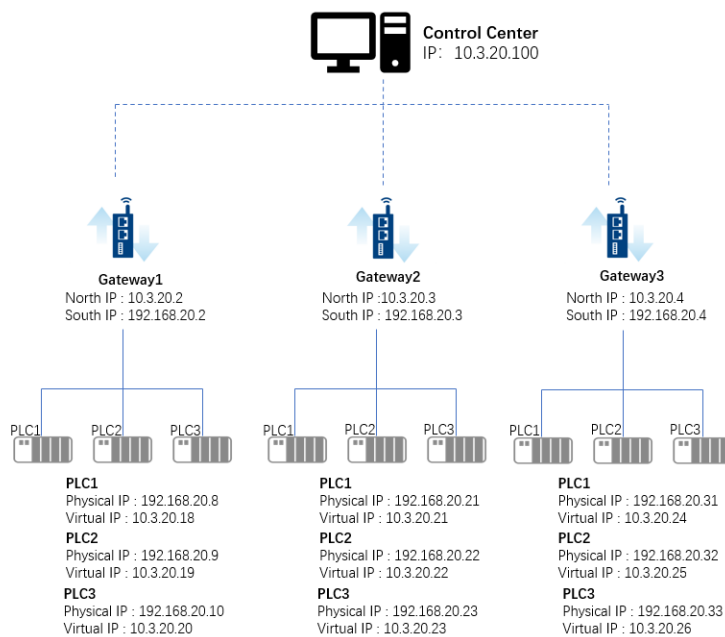 Control Center
IP: 10.3.20.100
Gateway1
North IP : 10.3.20.2
South IP : 192.168.20.2
Gateway2
North IP : 10.3.20.3
South IP : 192.168.20.3
Gateway3
North IP : 10.3.20.4
South IP : 192.168.20.4
PLC1 PLC2 PLC3
PLC1 PLC2 PLC3
PLC1 PLC2 PLC3
PLC1
Physical IP : 192.168.20.8
Virtual IP : 10.3.20.18
PLC2
Physical IP : 192.168.20.9
Virtual IP : 10.3.20.19
PLC3
Physical IP : 192.168.20.10
Virtual IP : 10.3.20.20
PLC1
Physical IP : 192.168.20.21
Virtual IP : 10.3.20.21
PLC2
Physical IP : 192.168.20.22
Virtual IP : 10.3.20.22
PLC3
Physical IP : 192.168.20.23
Virtual IP : 10.3.20.23
PLC1
Physical IP : 192.168.20.31
Virtual IP : 10.3.20.24
PLC2
Physical IP : 192.168.20.32
Virtual IP : 10.3.20.25
PLC3
Physical IP : 192.168.20.33
Virtual IP : 10.3.20.26